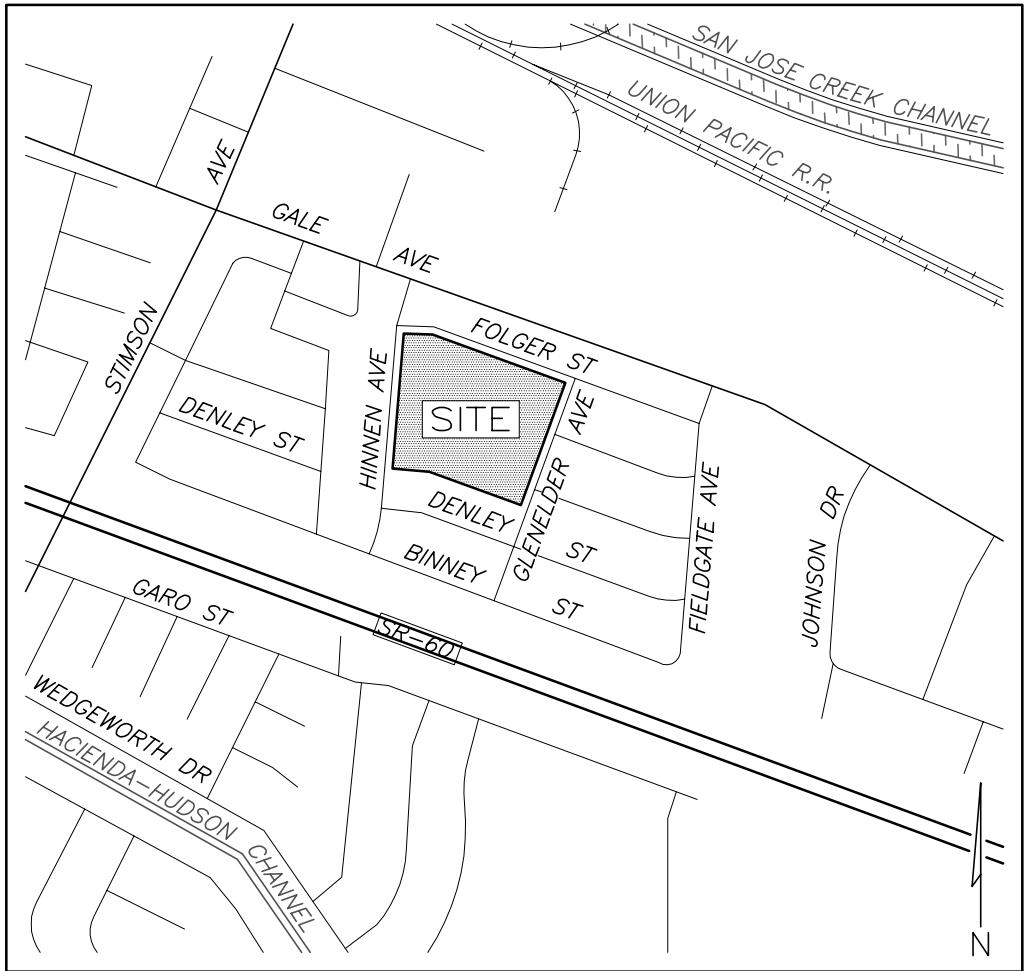 SAN JOSE CREEK CHANNEL
UNION PACIFIC R.R.
AVE
GALE
AVE
STIMSON
FOLGER ST
HINNEN AVE
AVE
SITE
DENLEY ST
GLENELDER
FIELDGATE AVE
DENLEY
ST
JOHNSON DR
BINNEY
ST
GARO ST
SR-60
WEDGEWORTH DR
HACIENDA-HUDSON CHANNEL
N